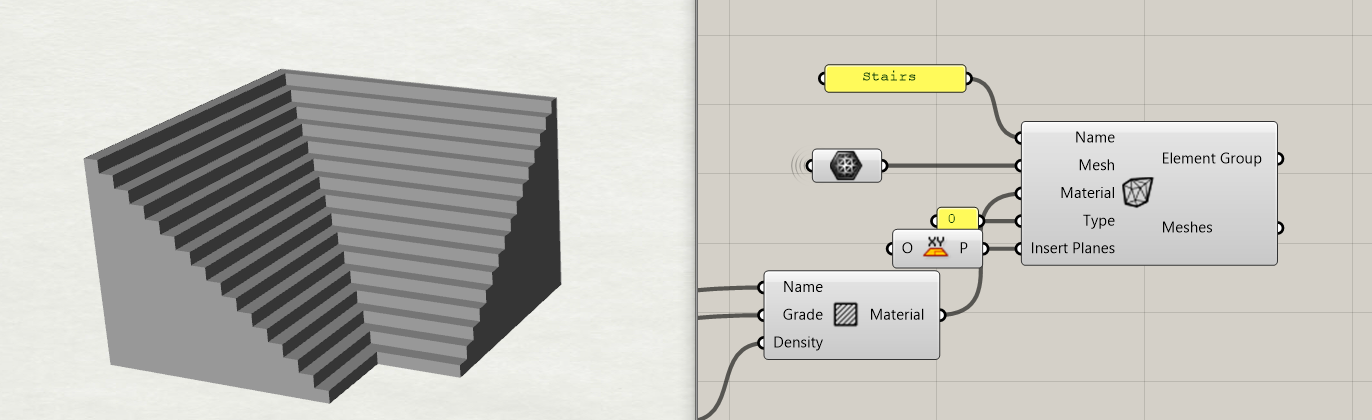 Stairs
Name
Mesh
Material
Type
Insert Planes
Element Group
Meshes
0
O XY P
Name
Grade
Density
Material